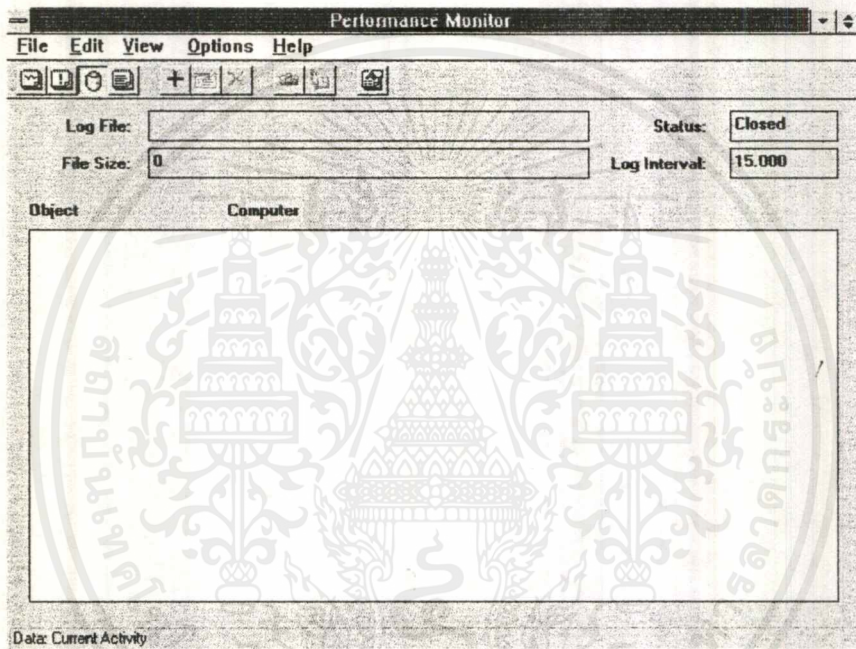 Performance Monitor
File Edit View Options Help
Log File: Status: Closed
File Size: 0 Log Interval: 15.000
Object Computer
Data: Current Activity